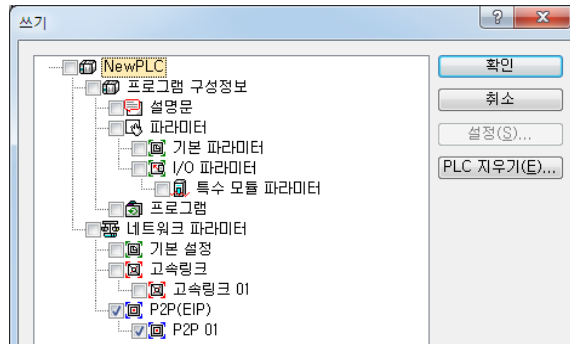 쓰기
NewPLC
확인
프로그램 구성정보
취소
설명문
파라미터
설정(S)...
기본 파라미터
I/O 파라미터
PLC 지우기(E)...
특수 모듈 파라미터
프로그램
네트워크 파라미터
기본 설정
고속링크
고속링크 01
P2P(EIP)
P2P 01